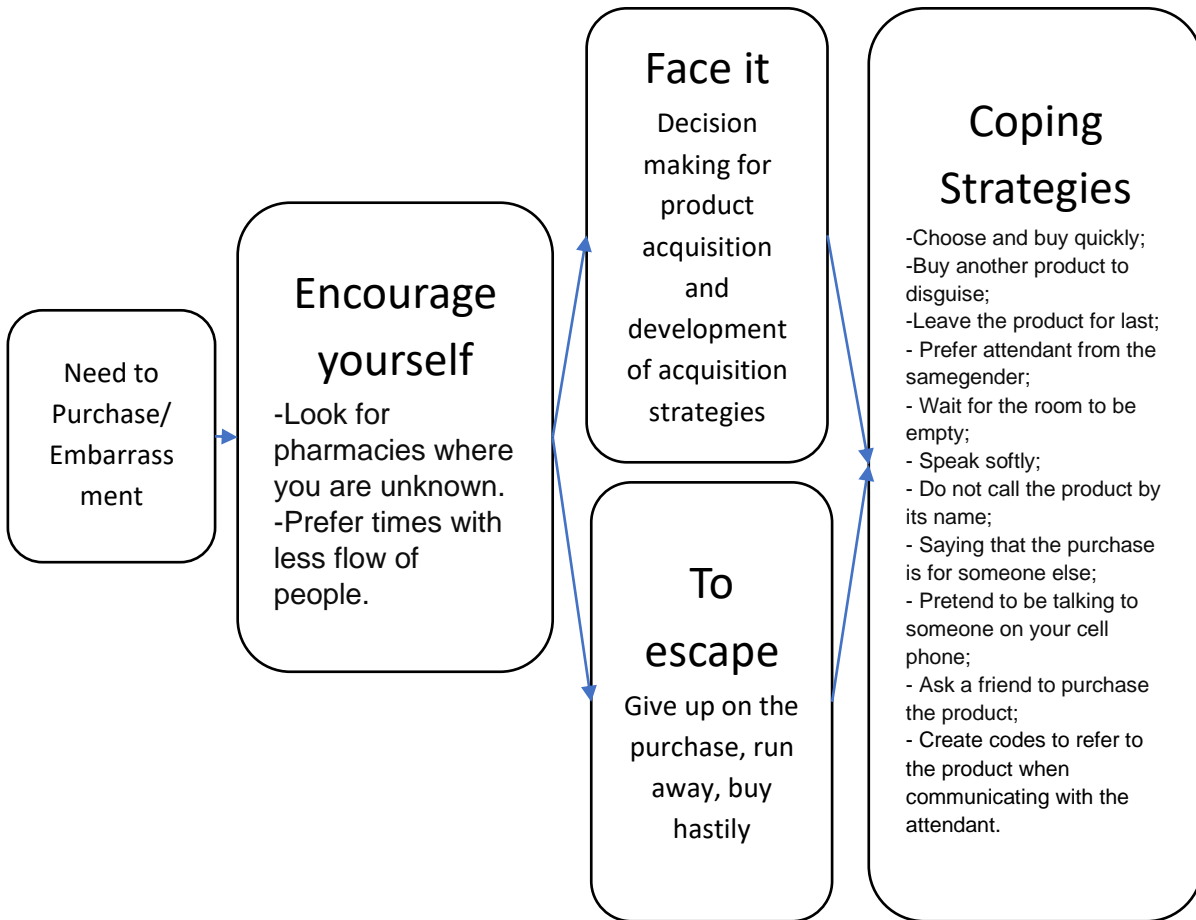 Need to
Purchase/
Embarrass
ment
Encourage
yourself
-Look for
pharmacies where
you are unknown.
-Prefer times with
less flow of
people.
Face it
Decision
making for
product
acquisition
and
development
of acquisition
strategies
To
escape
Give up on the
purchase, run
away, buy
hastily
Coping
Strategies
-Choose and buy quickly;
-Buy another product to
disguise;
-Leave the product for last;
- Prefer attendant from the
samegender;
- Wait for the room to be
empty;
- Speak softly;
- Do not call the product by
its name;
- Saying that the purchase
is for someone else;
- Pretend to be talking to
someone on your cell
phone;
- Ask a friend to purchase
the product;
- Create codes to refer to
the product when
communicating with the
attendant.